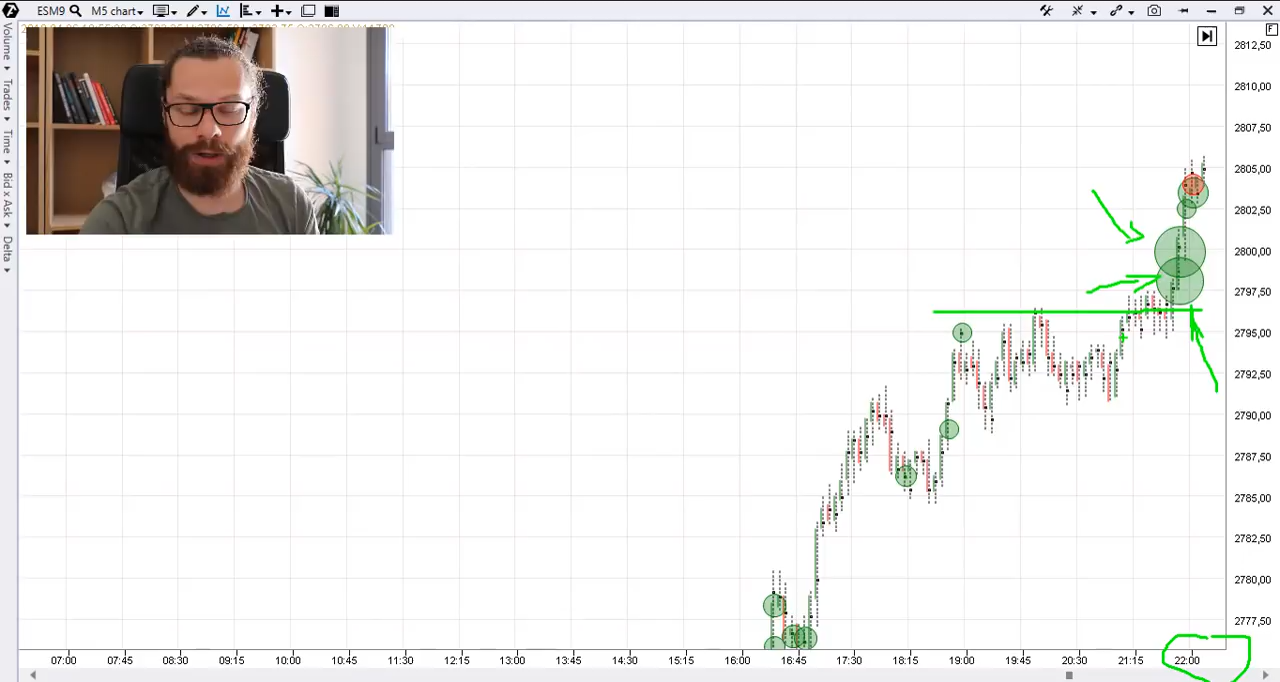 ESM9 M5 chart
F
Volume
Trades
Time
Bid x Ask
Delta
2812,50
2810,00
2807,50
2805,00
2802,50
2800,00
2797,50
2795,00
2792,50
2790,00
2787,50
2785,00
2782,50
2780,00
2777,50
07:00 07:45 08:30 09:15 10:00 10:45 11:30 12:15 13:00 13:45 14:30 15:15 16:00 16:45 17:30 18:15 19:00 19:45 20:30 21:15 22:00